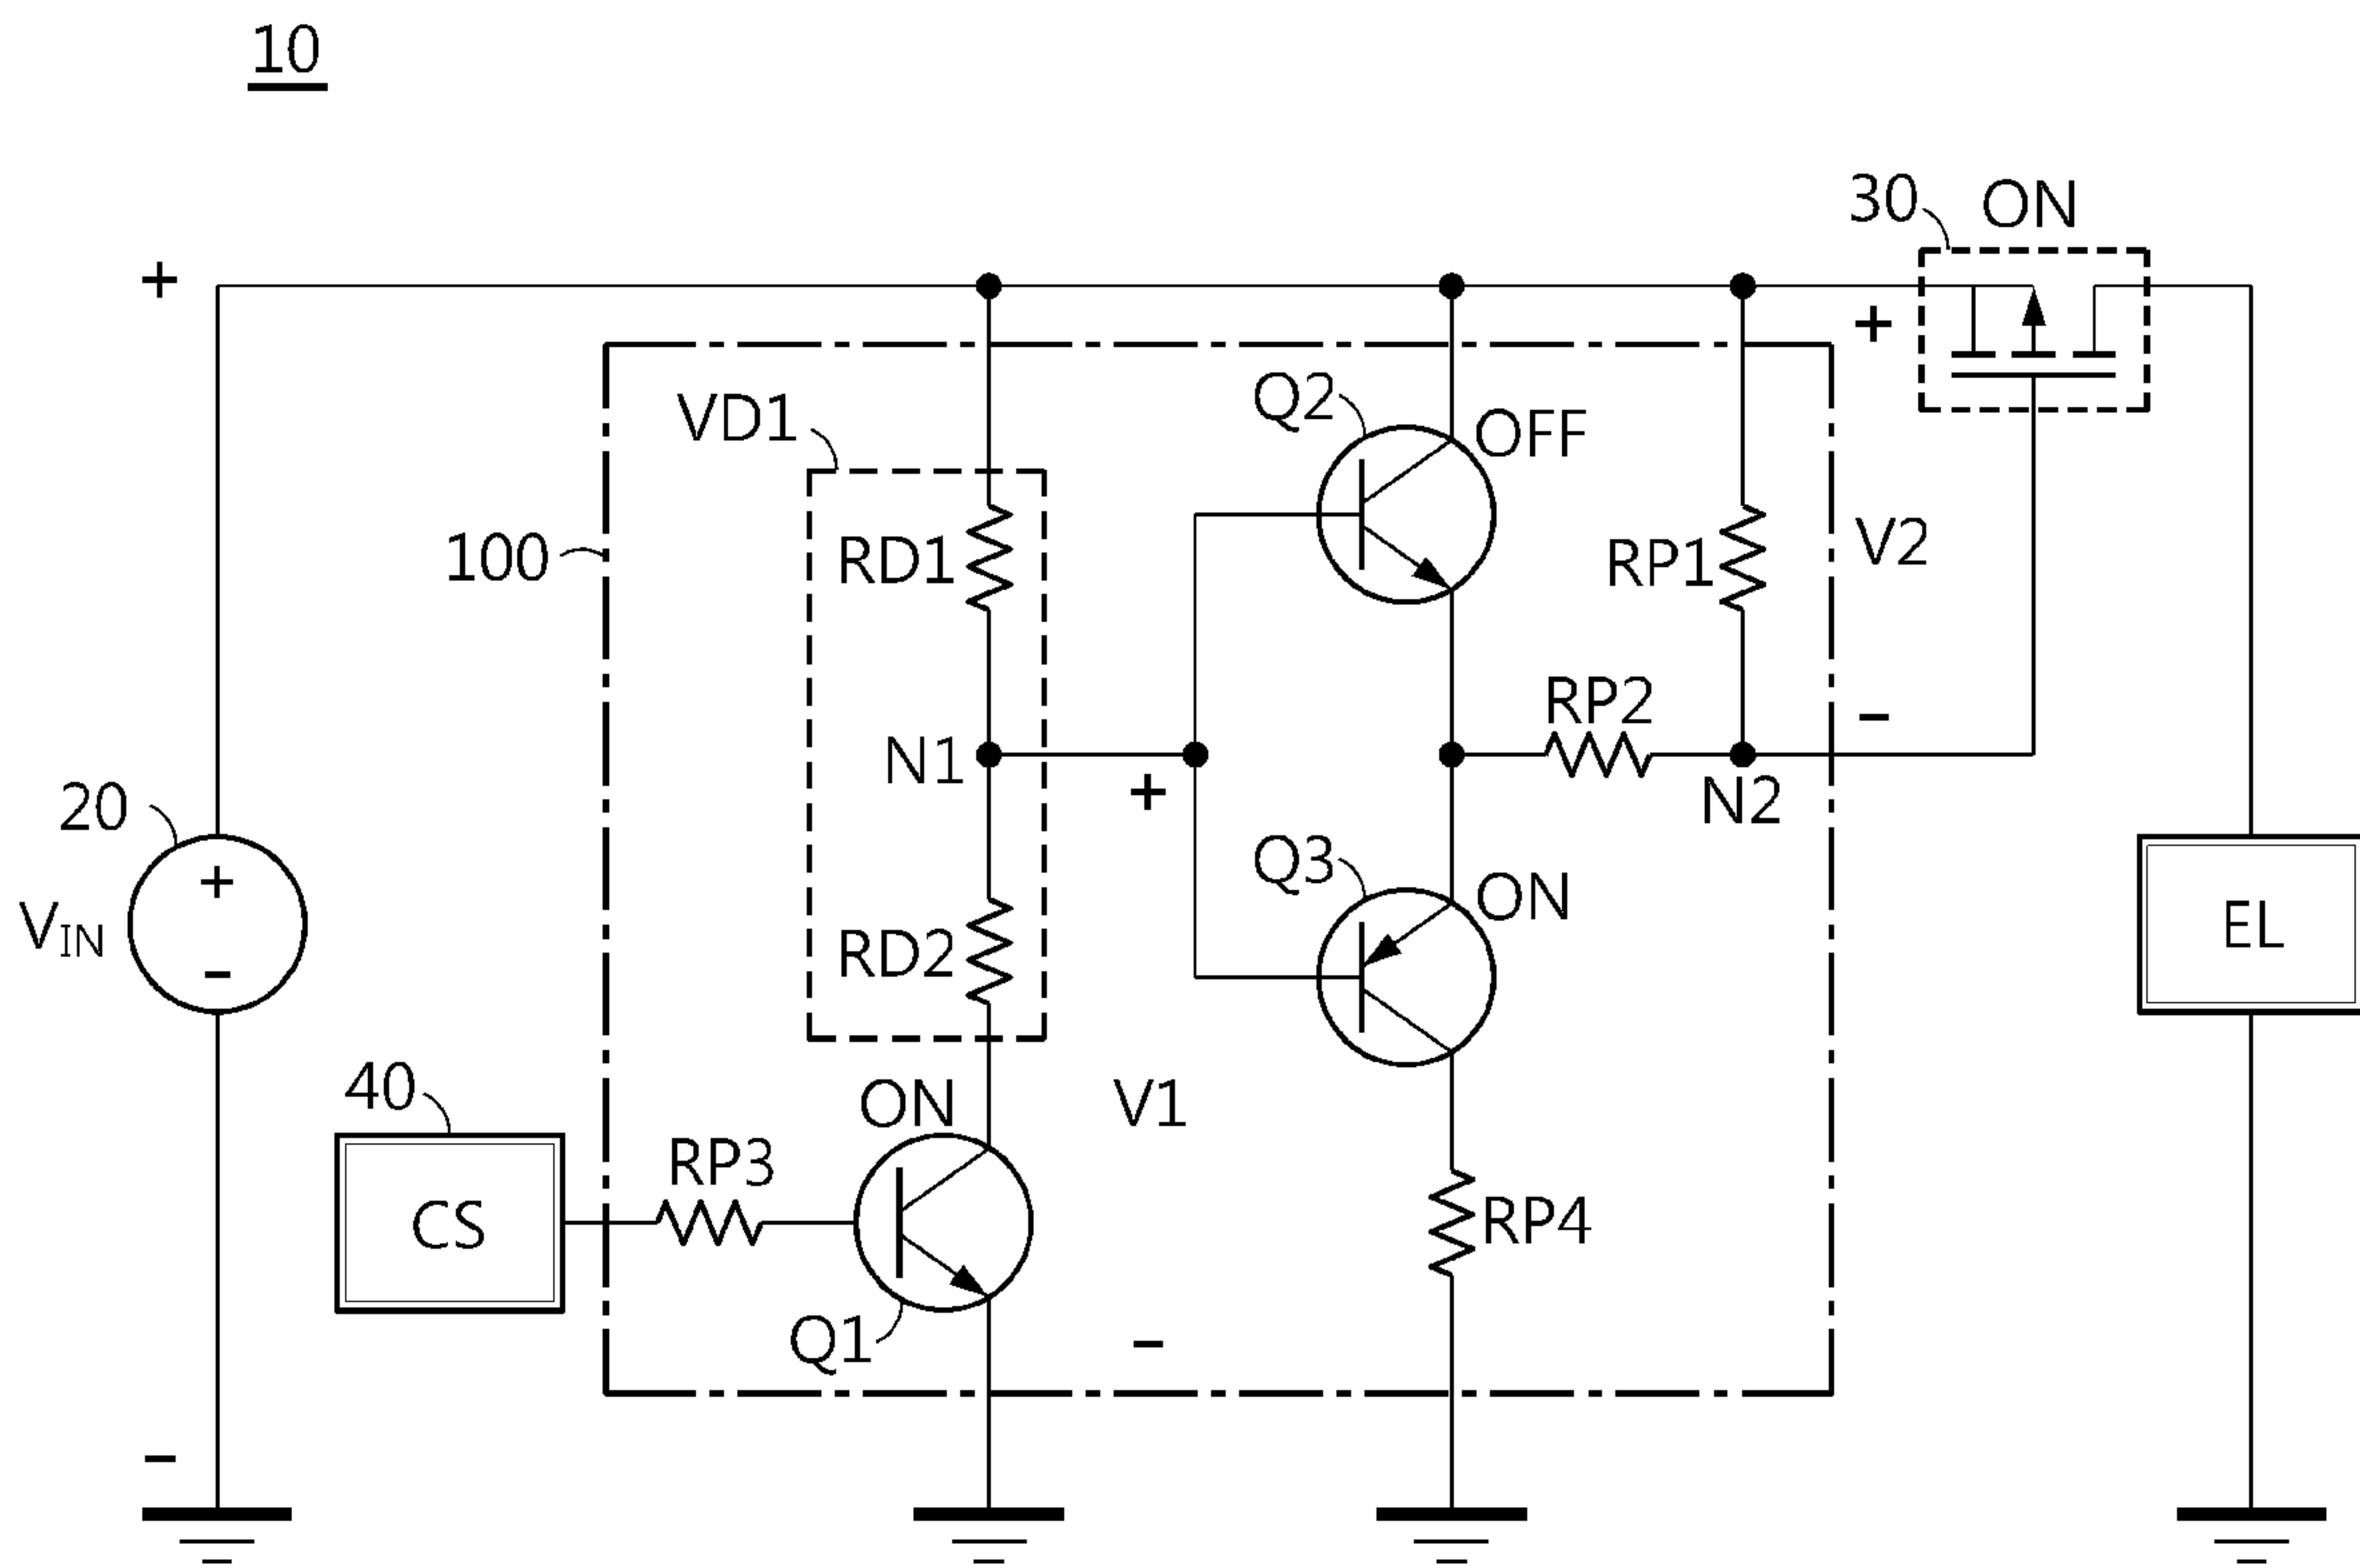 10
30 ON
+
+
Q2
VD1
OFF
100
RD1
RP1
V2
RP2
N1
-
+
N2
20
+
Q3
ON
VIN
RD2
EL
-
40
ON
V1
RP3
CS
RP4
Q1
-
-